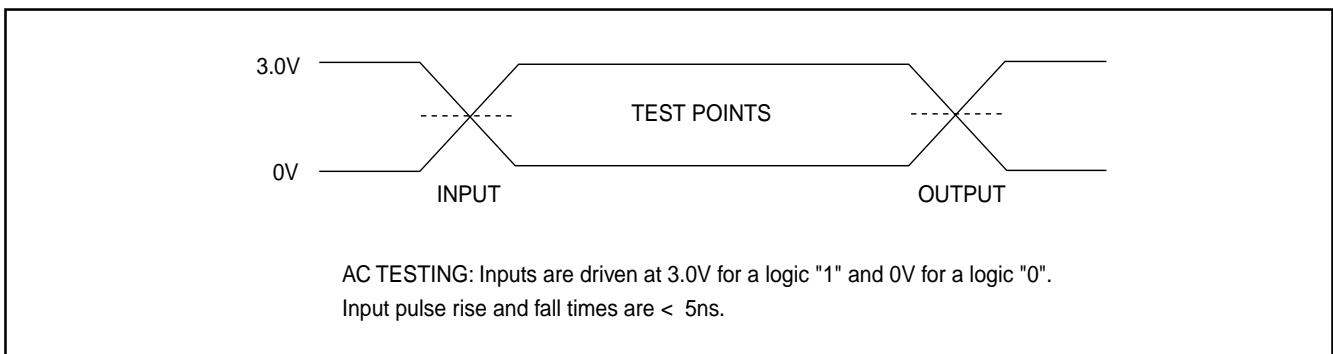 3.0V
TEST POINTS
0V
INPUT
OUTPUT
AC TESTING: Inputs are driven at 3.0V for a logic "1" and 0V for a logic "0".
Input pulse rise and fall times are < 5ns.